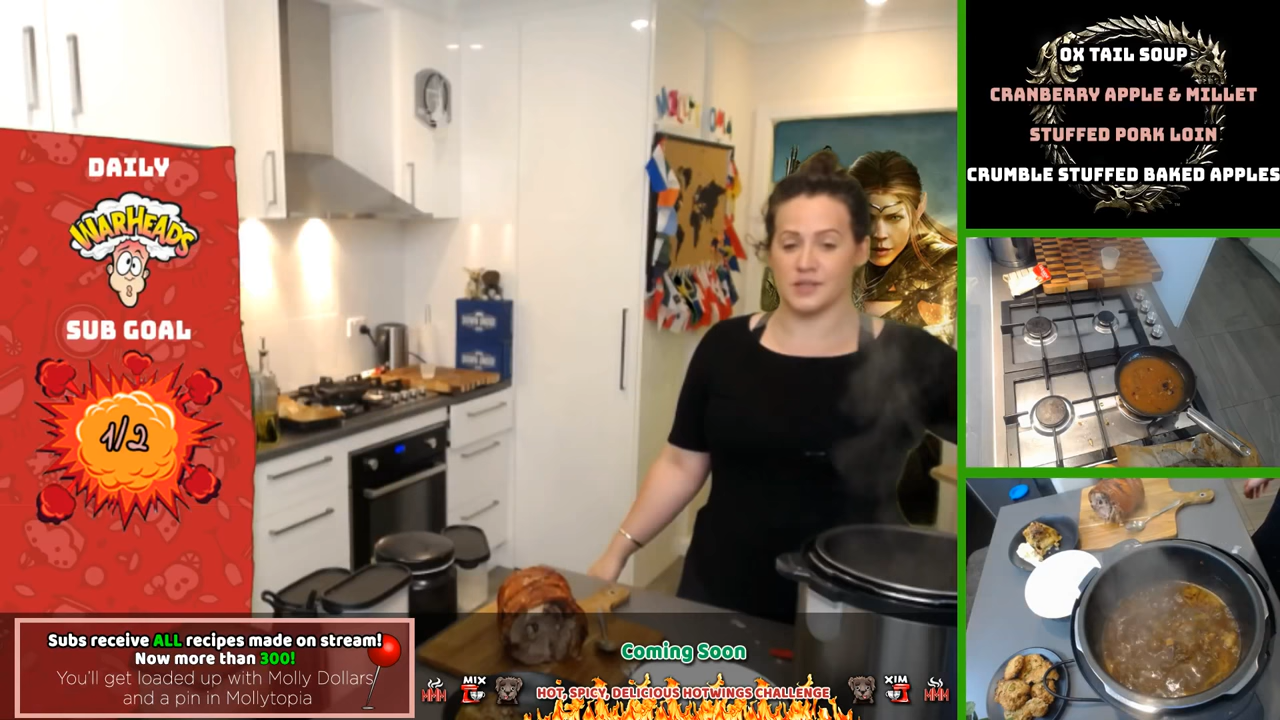 DAILY
WARHEADS
SUB GOAL
1/2
Subs receive ALL recipes made on stream!
Now more than 300!
You'll get loaded up with Molly Dollars
and a pin in Mollytopia
Coming Soon
MIX
HOT, SPICY, DELICIOUS HOTWINGS CHALLENGE
XIM
OX TAIL SOUP
CRANBERRY APPLE & MILLET
STUFFED PORK LOIN
CRUMBLE STUFFED BAKED APPLES